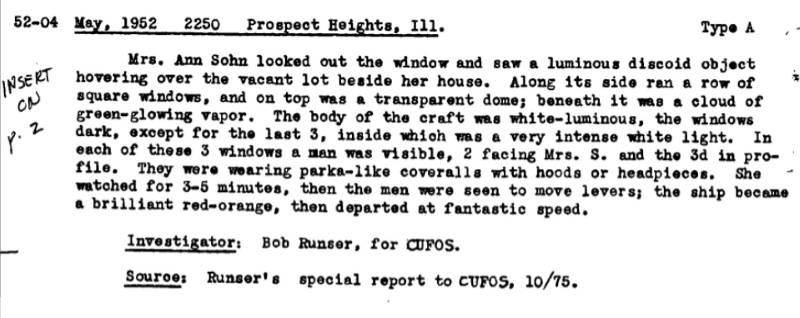 52-04 May, 1952 2250 Prospect Heights, Ill. Type A
Mrs. Ann Sohn looked out the window and saw a luminous discoid object
hovering over the vacant lot beside her house. Along its side ran a row of
square windows, and on top was a transparent dome; beneath it was a cloud of
green-glowing vapor. The body of the craft was white-luminous, the windows
dark, except for the last 3, inside which was a very intense white light. In
each of these 3 windows a man was visible, 2 facing Mrs. S. and the 3d in pro-
file. They were wearing parka-like coveralls with hoods or headpieces. She
watched for 3-5 minutes, then the men were seen to move levers; the ship became
a brilliant red-orange, then departed at fantastic speed.
INSERT
ON
p. 2
Investigator: Bob Runser, for CUFOS.
Source: Runser's special report to CUFOS, 10/75.